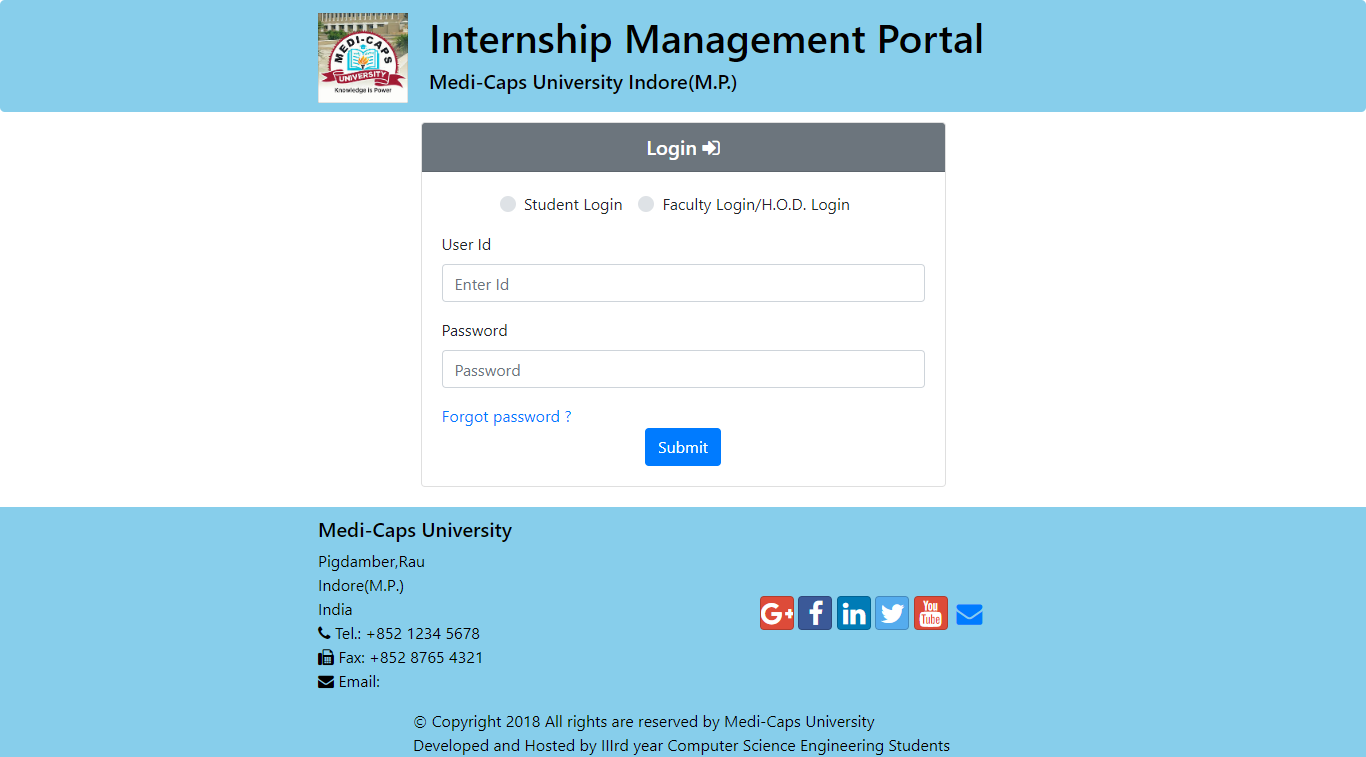 MEDI-CAPS
UNIVERSITY
Knowledge is Power
Internship Management Portal
Medi-Caps University Indore(M.P.)
Login
Student Login Faculty Login/H.O.D. Login
User Id
Enter Id
Password
Password
Forgot password ?
Submit
Medi-Caps University
Pigdamber,Rau
Indore(M.P.)
India
Tel.: +852 1234 5678
Fax: +852 8765 4321
Email:
G+ f in You
Tube
© Copyright 2018 All rights are reserved by Medi-Caps University
Developed and Hosted by IIIrd year Computer Science Engineering Students